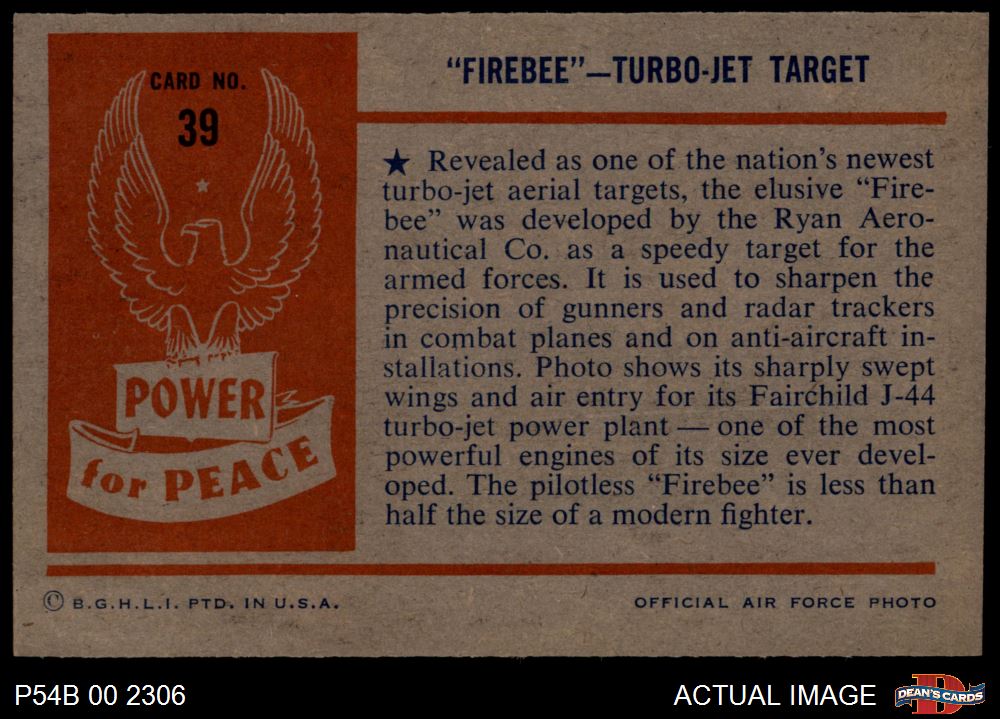 CARD NO.
39
POWER
for PEACE
"FIREBEE"—TURBO-JET TARGET
★ Revealed as one of the nation's newest
turbo-jet aerial targets, the elusive "Fire-
bee" was developed by the Ryan Aero-
nautical Co. as a speedy target for the
armed forces. It is used to sharpen the
precision of gunners and radar trackers
in combat planes and on anti-aircraft in-
stallations. Photo shows its sharply swept
wings and air entry for its Fairchild J-44
turbo-jet power plant — one of the most
powerful engines of its size ever devel-
oped. The pilotless "Firebee" is less than
half the size of a modern fighter.
© B.G.H.L.I. PTD. IN U.S.A.
OFFICIAL AIR FORCE PHOTO
P54B 00 2306
ACTUAL IMAGE
D
DEAN'S CARDS